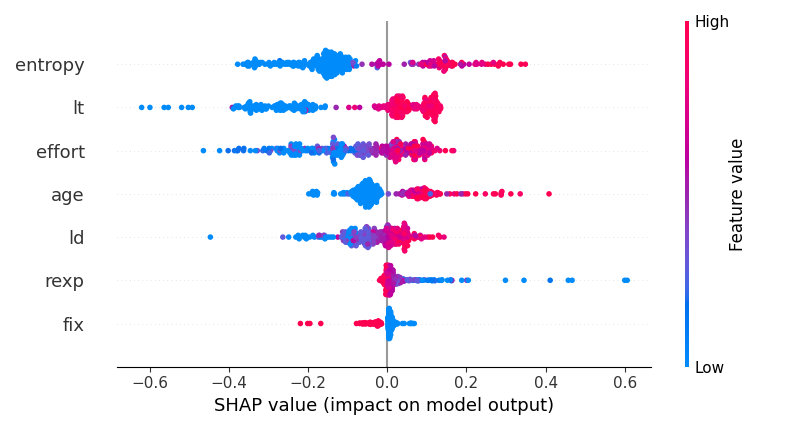 High
entropy
lt
effort
age
ld
rexp
fix
Feature value
Low
−0.6 −0.4 −0.2 0.0 0.2 0.4 0.6
SHAP value (impact on model output)